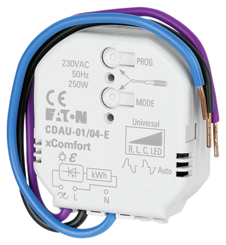 230VAC
50Hz
250W
PROG
MODE
CE
EATON
CDAU-01/04-E
xComfort
Universal
R, L, C, LED
Auto
kWh
L N